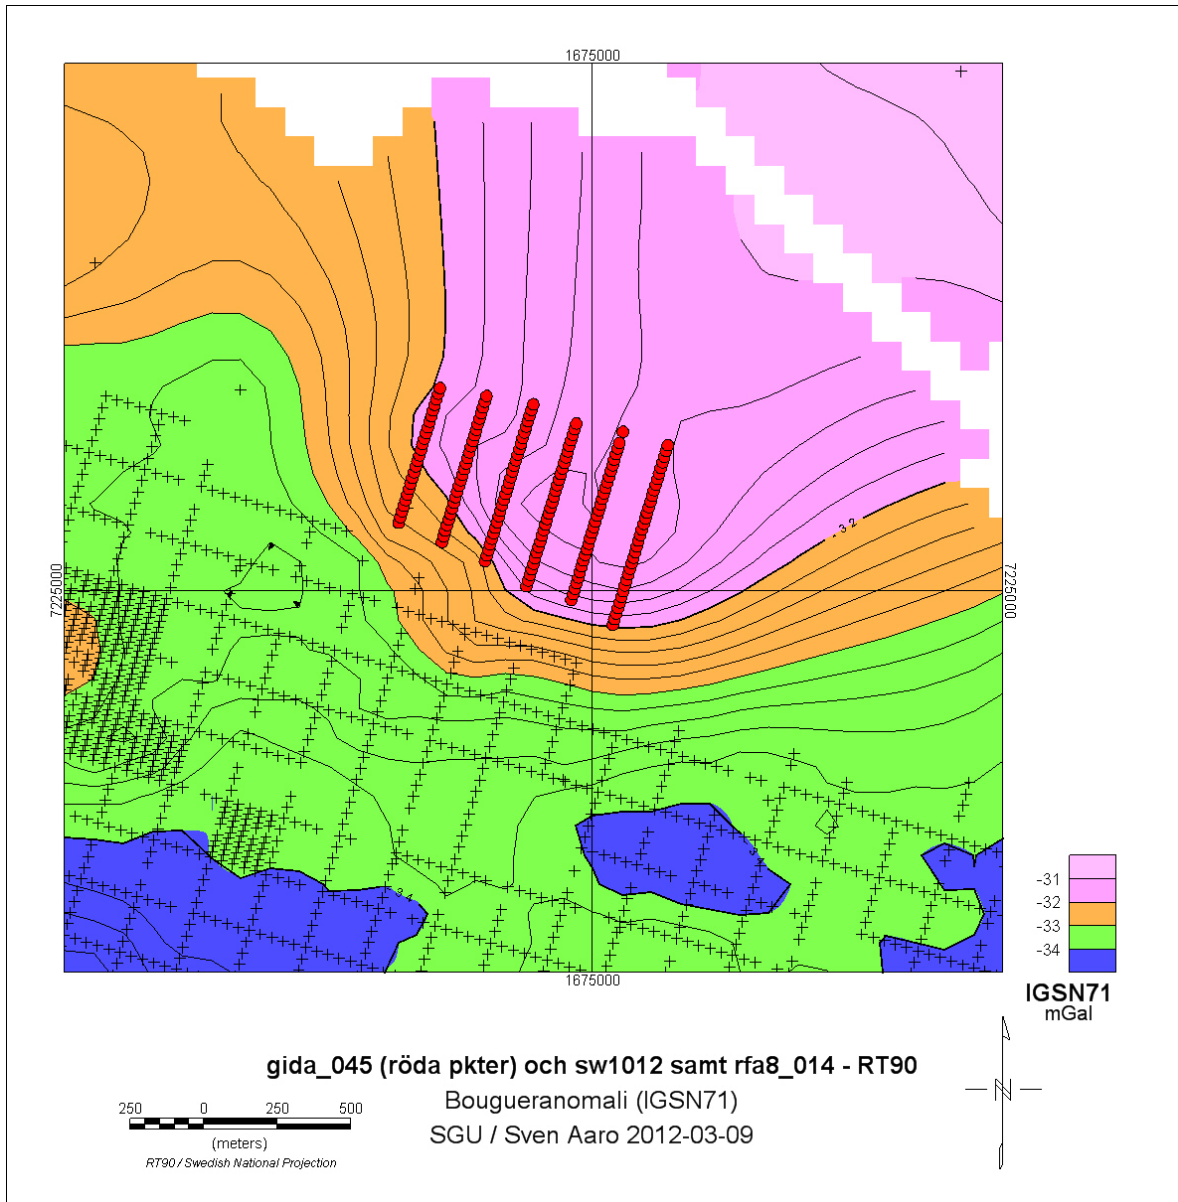 1675000
-32
7225000
7225000
-34
-34
-31
-32
-33
-34
1675000
IGSN71
mGal
gida_045 (röda pkter) och sw1012 samt rfa8_014 - RT90
Bougueranomali (IGSN71)
SGU / Sven Aaro 2012-03-09
250 0 250 500
(meters)
RT90 / Swedish National Projection
N